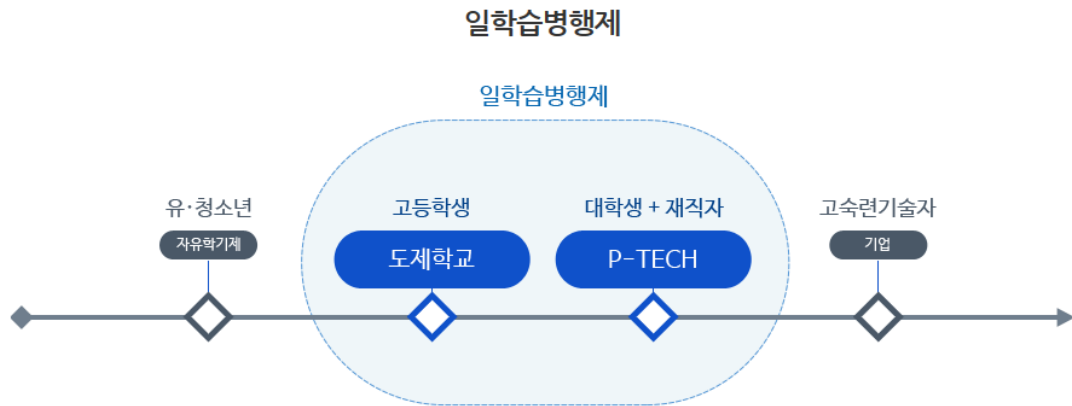 일학습병행제
일학습병행제
유·청소년
자유학기제
고등학생
도제학교
대학생 + 재직자
P-TECH
고숙련기술자
기업